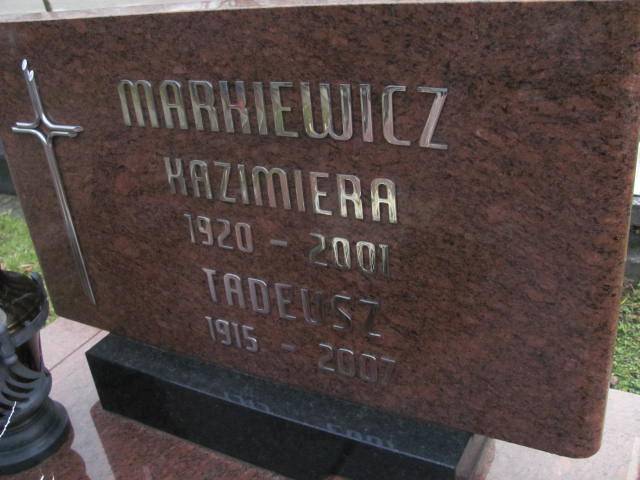 MARKIEWICZ
KAZIMIERA
1920 - 2001
TADEUSZ
1915 - 2007